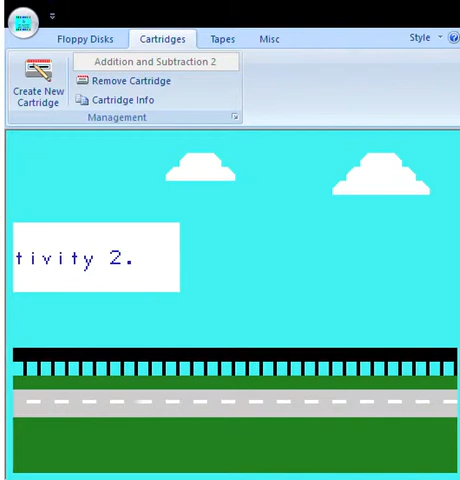 Floppy Disks Cartridges Tapes Misc Style
Addition and Subtraction 2
Create New Cartridge
Remove Cartridge
Cartridge Info
Management
tivity 2.